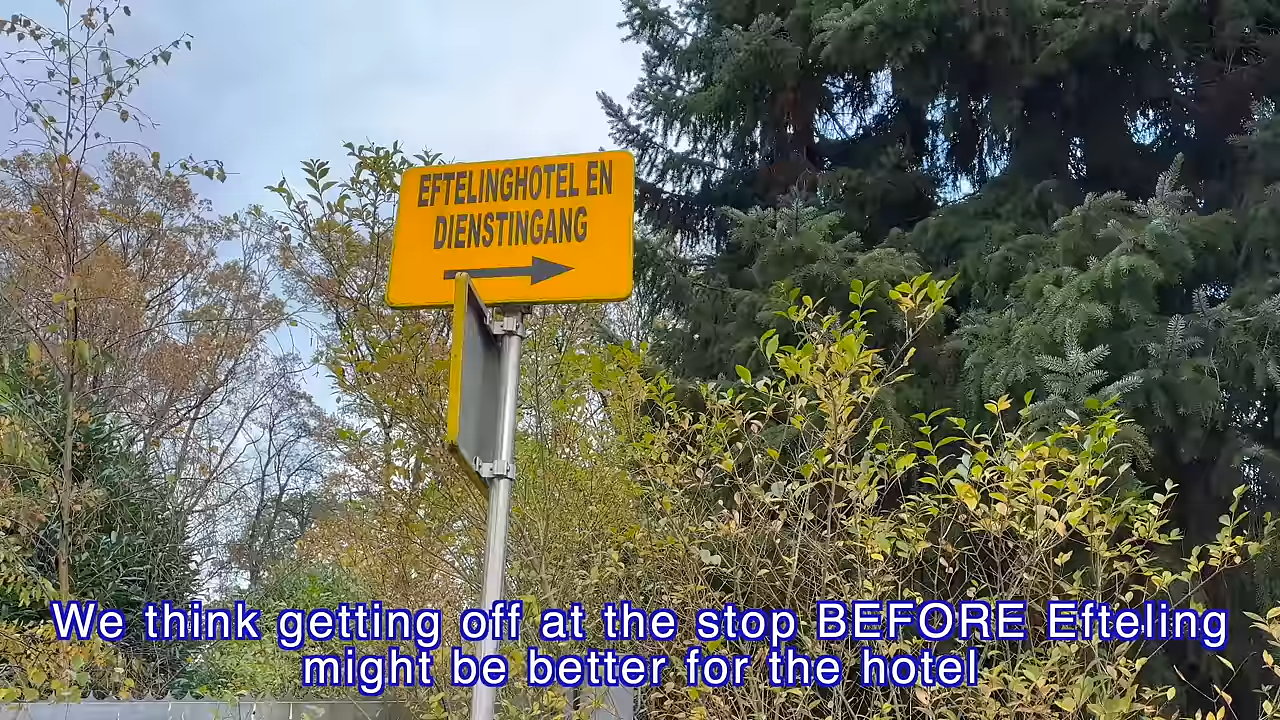 EFTELINGHOTEL EN
DIENSTINGANG
We think getting off at the stop BEFORE Efteling
might be better for the hotel